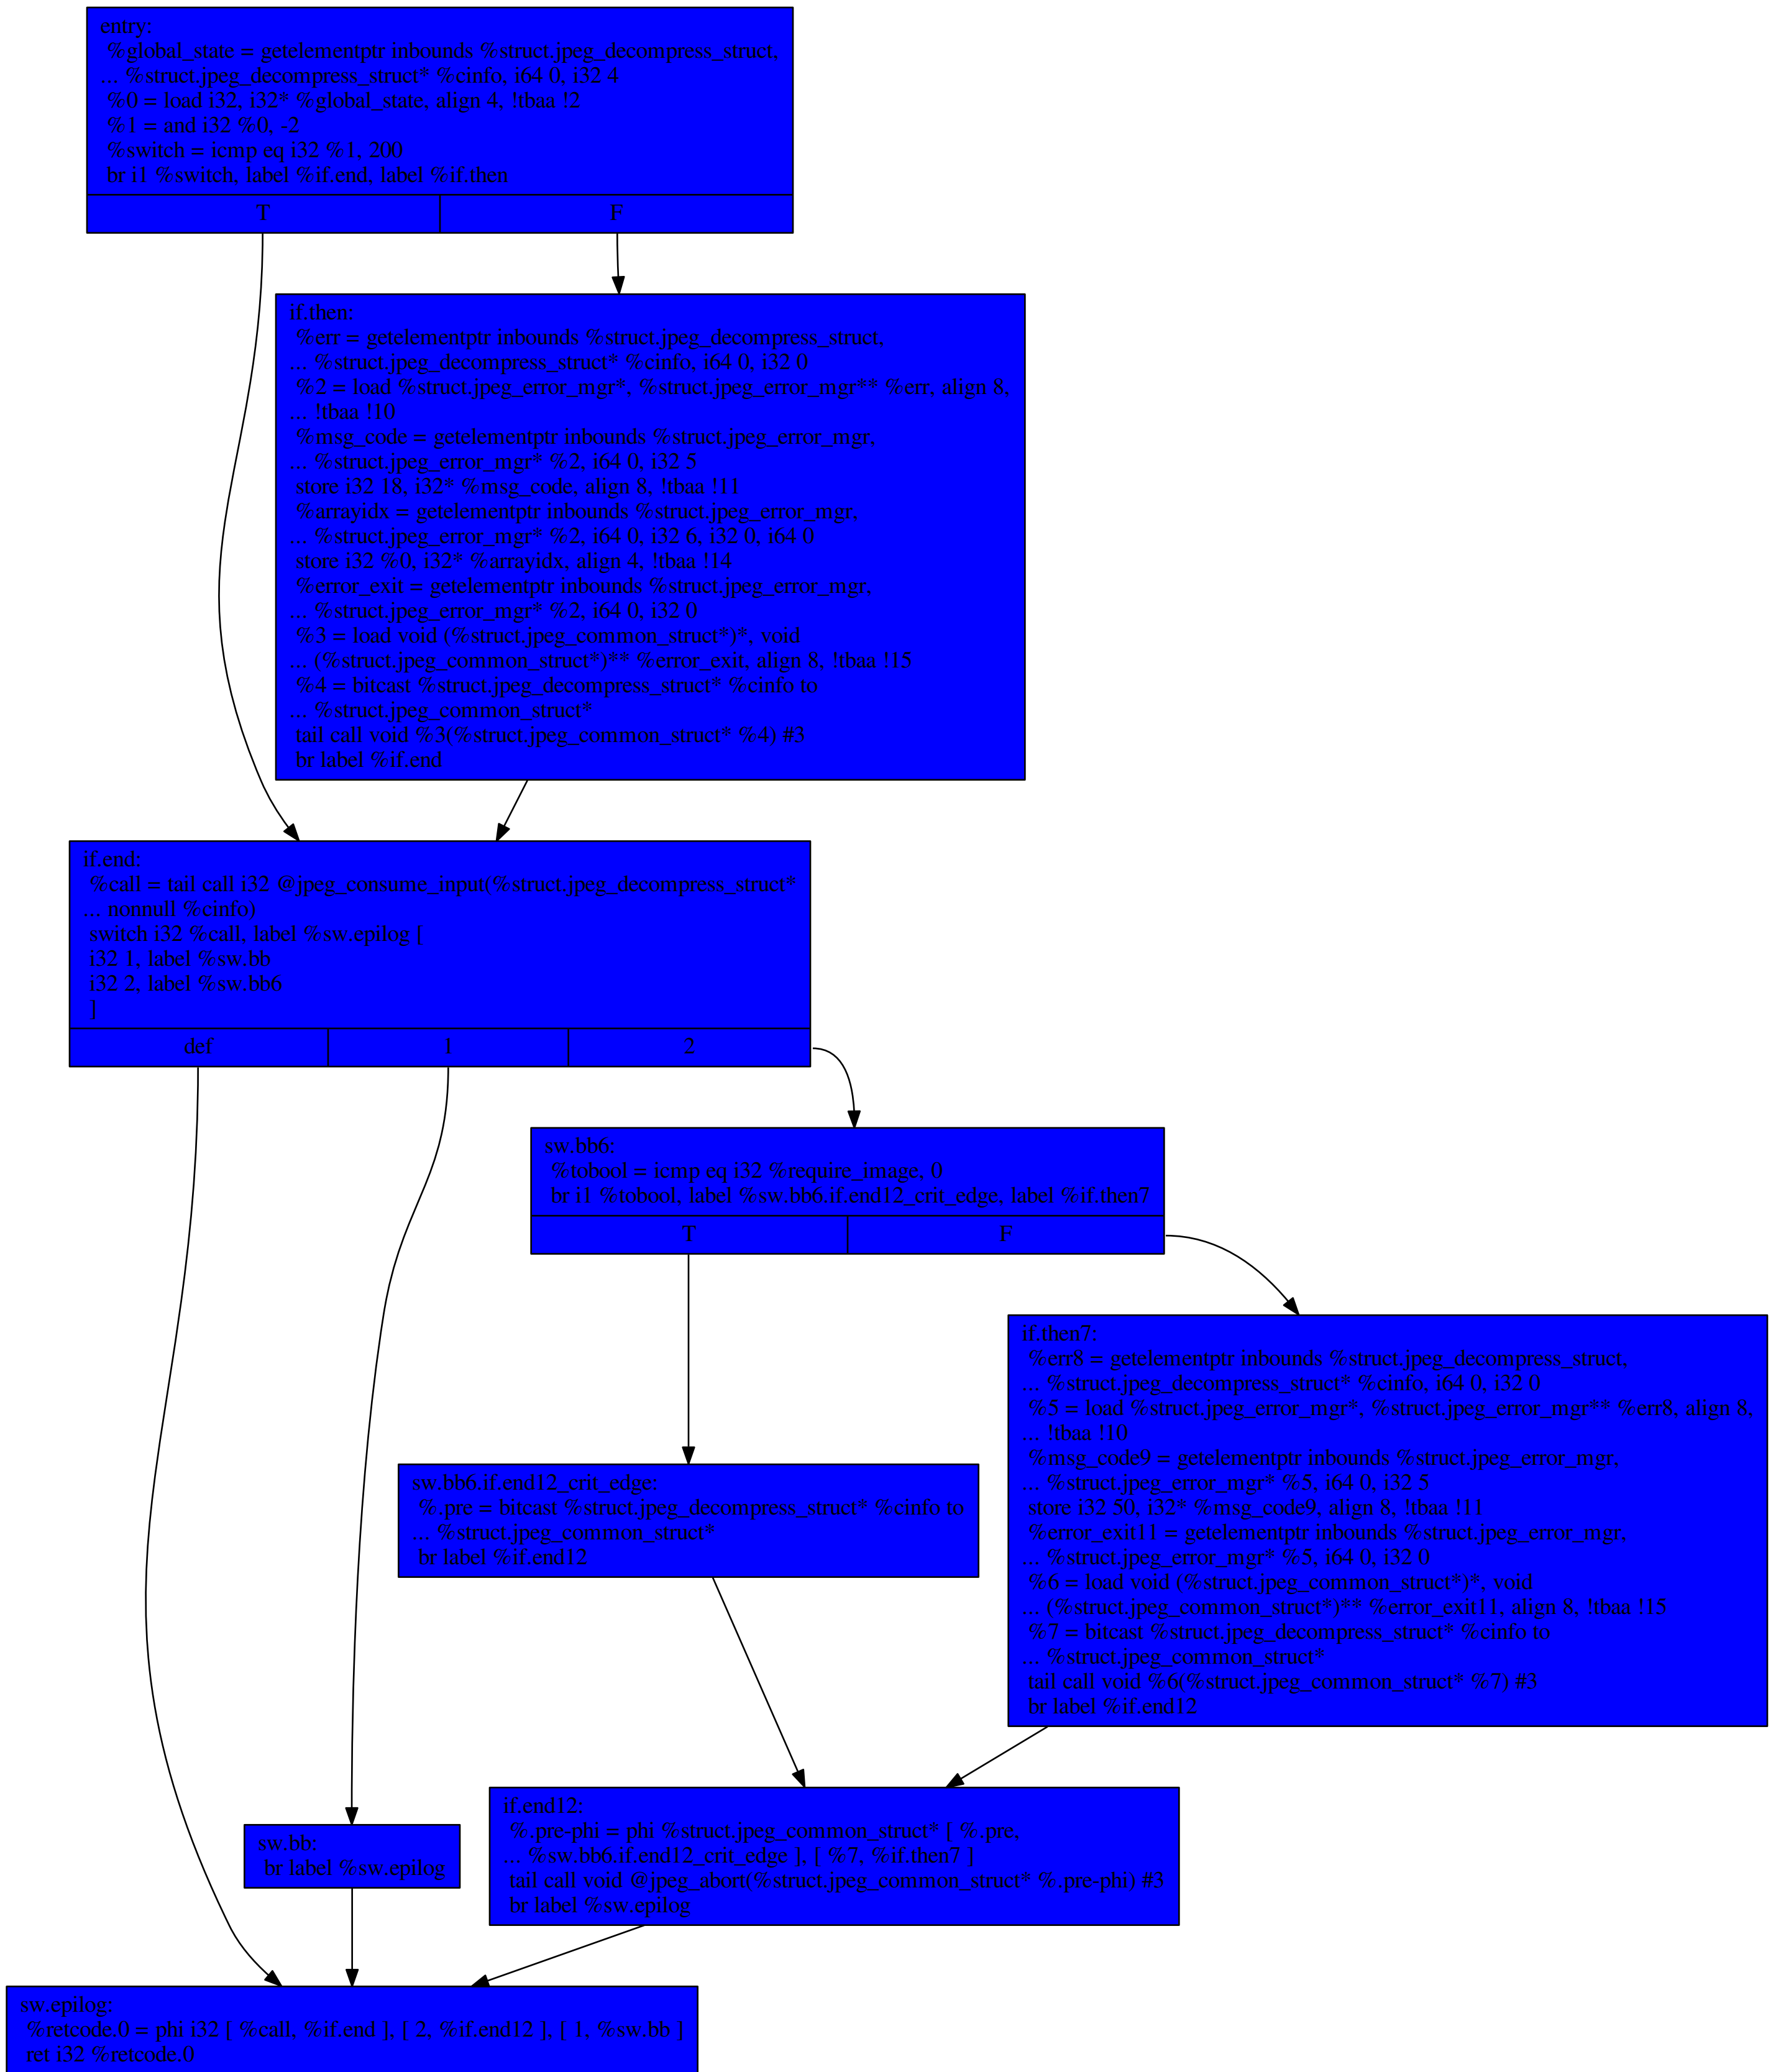 entry:
%global_state = getelementptr inbounds %struct.jpeg_decompress_struct,
... %struct.jpeg_decompress_struct* %cinfo, i64 0, i32 4
%0 = load i32, i32* %global_state, align 4, !tbaa !2
%1 = and i32 %0, -2
%switch = icmp eq i32 %1, 200
br i1 %switch, label %if.end, label %if.then
T F
if.then:
%err = getelementptr inbounds %struct.jpeg_decompress_struct,
... %struct.jpeg_decompress_struct* %cinfo, i64 0, i32 0
%2 = load %struct.jpeg_error_mgr*, %struct.jpeg_error_mgr** %err, align 8,
... !tbaa !10
%msg_code = getelementptr inbounds %struct.jpeg_error_mgr,
... %struct.jpeg_error_mgr* %2, i64 0, i32 5
store i32 18, i32* %msg_code, align 8, !tbaa !11
%arrayidx = getelementptr inbounds %struct.jpeg_error_mgr,
... %struct.jpeg_error_mgr* %2, i64 0, i32 6, i32 0, i64 0
store i32 %0, i32* %arrayidx, align 4, !tbaa !14
%error_exit = getelementptr inbounds %struct.jpeg_error_mgr,
... %struct.jpeg_error_mgr* %2, i64 0, i32 0
%3 = load void (%struct.jpeg_common_struct*)*, void
... (%struct.jpeg_common_struct*)** %error_exit, align 8, !tbaa !15
%4 = bitcast %struct.jpeg_decompress_struct* %cinfo to
... %struct.jpeg_common_struct*
tail call void %3(%struct.jpeg_common_struct* %4) #3
br label %if.end
if.end:
%call = tail call i32 @jpeg_consume_input(%struct.jpeg_decompress_struct*
... nonnull %cinfo)
switch i32 %call, label %sw.epilog [
i32 1, label %sw.bb
i32 2, label %sw.bb6
]
def 1 2
sw.bb6:
%tobool = icmp eq i32 %require_image, 0
br i1 %tobool, label %sw.bb6.if.end12_crit_edge, label %if.then7
T F
if.then7:
%err8 = getelementptr inbounds %struct.jpeg_decompress_struct,
... %struct.jpeg_decompress_struct* %cinfo, i64 0, i32 0
%5 = load %struct.jpeg_error_mgr*, %struct.jpeg_error_mgr** %err8, align 8,
... !tbaa !10
%msg_code9 = getelementptr inbounds %struct.jpeg_error_mgr,
... %struct.jpeg_error_mgr* %5, i64 0, i32 5
store i32 50, i32* %msg_code9, align 8, !tbaa !11
%error_exit11 = getelementptr inbounds %struct.jpeg_error_mgr,
... %struct.jpeg_error_mgr* %5, i64 0, i32 0
%6 = load void (%struct.jpeg_common_struct*)*, void
... (%struct.jpeg_common_struct*)** %error_exit11, align 8, !tbaa !15
%7 = bitcast %struct.jpeg_decompress_struct* %cinfo to
... %struct.jpeg_common_struct*
tail call void %6(%struct.jpeg_common_struct* %7) #3
br label %if.end12
sw.bb6.if.end12_crit_edge:
%.pre = bitcast %struct.jpeg_decompress_struct* %cinfo to
... %struct.jpeg_common_struct*
br label %if.end12
if.end12:
%.pre-phi = phi %struct.jpeg_common_struct* [ %.pre,
... %sw.bb6.if.end12_crit_edge ], [ %7, %if.then7 ]
tail call void @jpeg_abort(%struct.jpeg_common_struct* %.pre-phi) #3
br label %sw.epilog
sw.bb:
br label %sw.epilog
sw.epilog:
%retcode.0 = phi i32 [ %call, %if.end ], [ 2, %if.end12 ], [ 1, %sw.bb ]
ret i32 %retcode.0